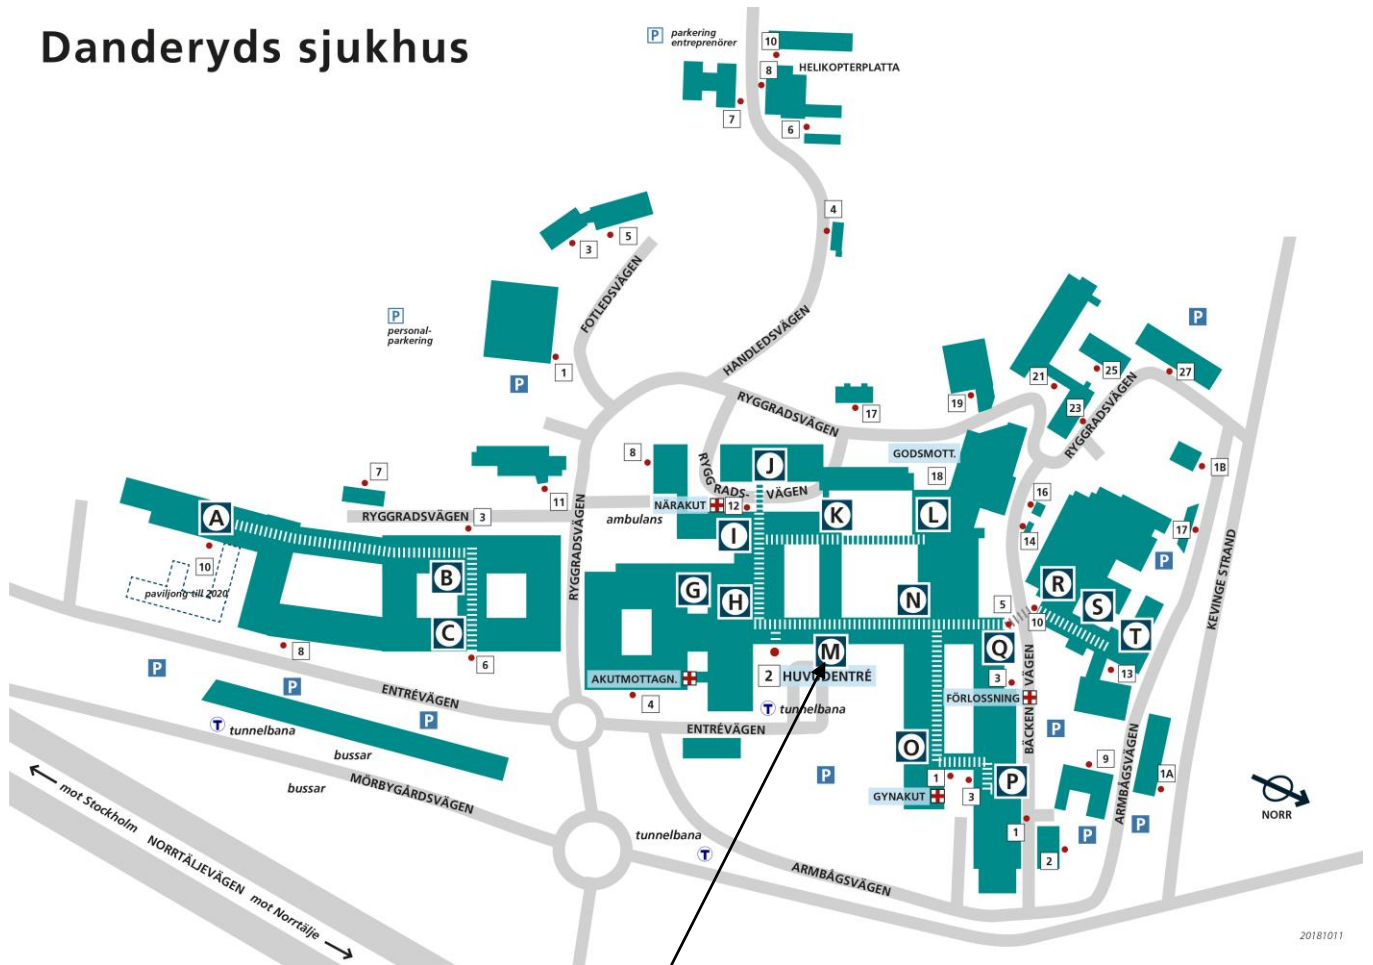 Danderyds sjukhus
P
parkering
entreprenörer
10
8
HELIKOPTERPLATTA
7
6
4
3
5
FOTLEDSVÄGEN
HANDLEDSVÄGEN
P
personal-
parkering
1
P
P
RYGGRADSVÄGEN
17
19
21
25
27
23
RYGGRADSVÄGEN
1B
GODSMOTT.
18
8
J
RYGG
RADS-
VÄGEN
NÄRAKUT
12
7
11
RYGGRADSVÄGEN
3
ambulans
A
I
K
L
16
14
17
P
KEVINGE STRAND
10
paviljong till 2020
B
C
RYGGRADSVÄGEN
G
H
N
M
5
10
R
S
T
Q
8
6
P
P
P
ENTRÉVÄGEN
AKUTMOTTAGN.
4
2
HUVUDENTRÉ
T
tunnelbana
3
FÖRLOSSNING
13
BÄCKEN
VÄGEN
P
T
tunnelbana
bussar
bussar
MÖRBYGÅRDSVÄGEN
ENTRÉVÄGEN
P
O
P
1
3
GYNAKUT
9
1A
ARMBÅGSVÄGEN
P
P
1
2
NORR
tunnelbana
T
ARMBÅGSVÄGEN
mot Stockholm
NORRTÄLJEVÄGEN
mot Norrtälje
20181011